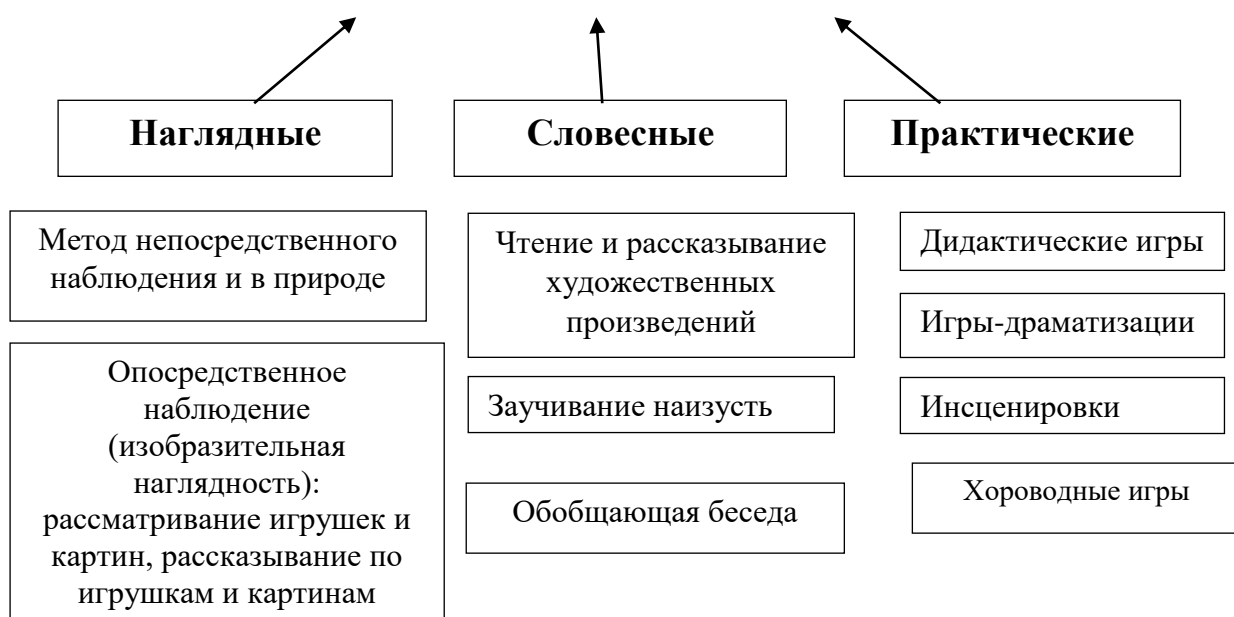 Наглядные
Словесные
Практические
Метод непосредственного
наблюдения и в природе
Опосредственное
наблюдение
(изобразительная
наглядность):
рассматривание игрушек и
картин, рассказывание по
игрушкам и картинам
Чтение и рассказывание
художественных
произведений
Заучивание наизусть
Обобщающая беседа
Дидактические игры
Игры-драматизации
Инсценировки
Хороводные игры